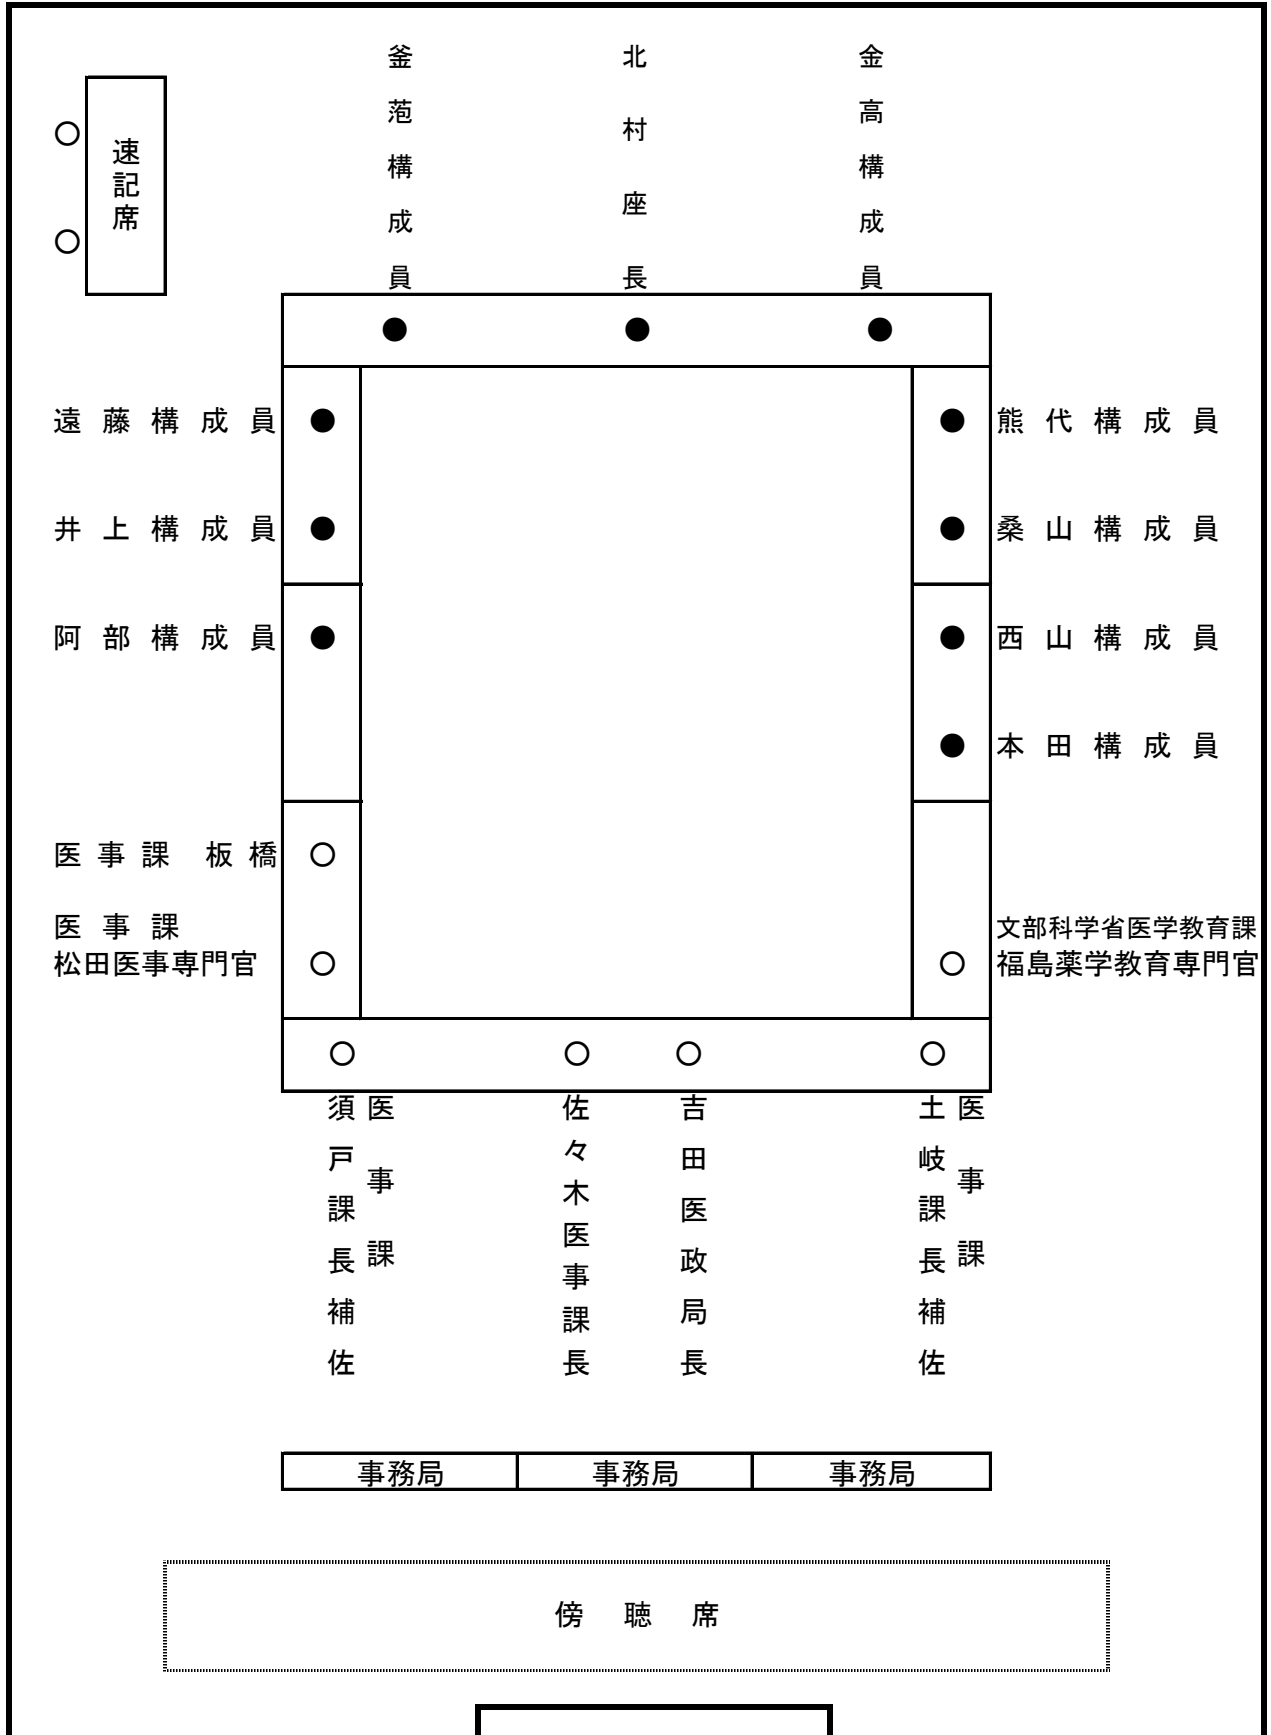 釜萢構成員
北村座長
金高構成員
速記席
遠藤構成員
熊代構成員
井上構成員
桑山構成員
阿部構成員
西山構成員
本田構成員
医事課 板橋
医事課
松田医事専門官
文部科学省医学教育課
福島薬学教育専門官
医事課
須戸課長補佐
佐々木医事課長
吉田医政局長
医事課
土岐課長補佐
事務局
事務局
事務局
傍聴席